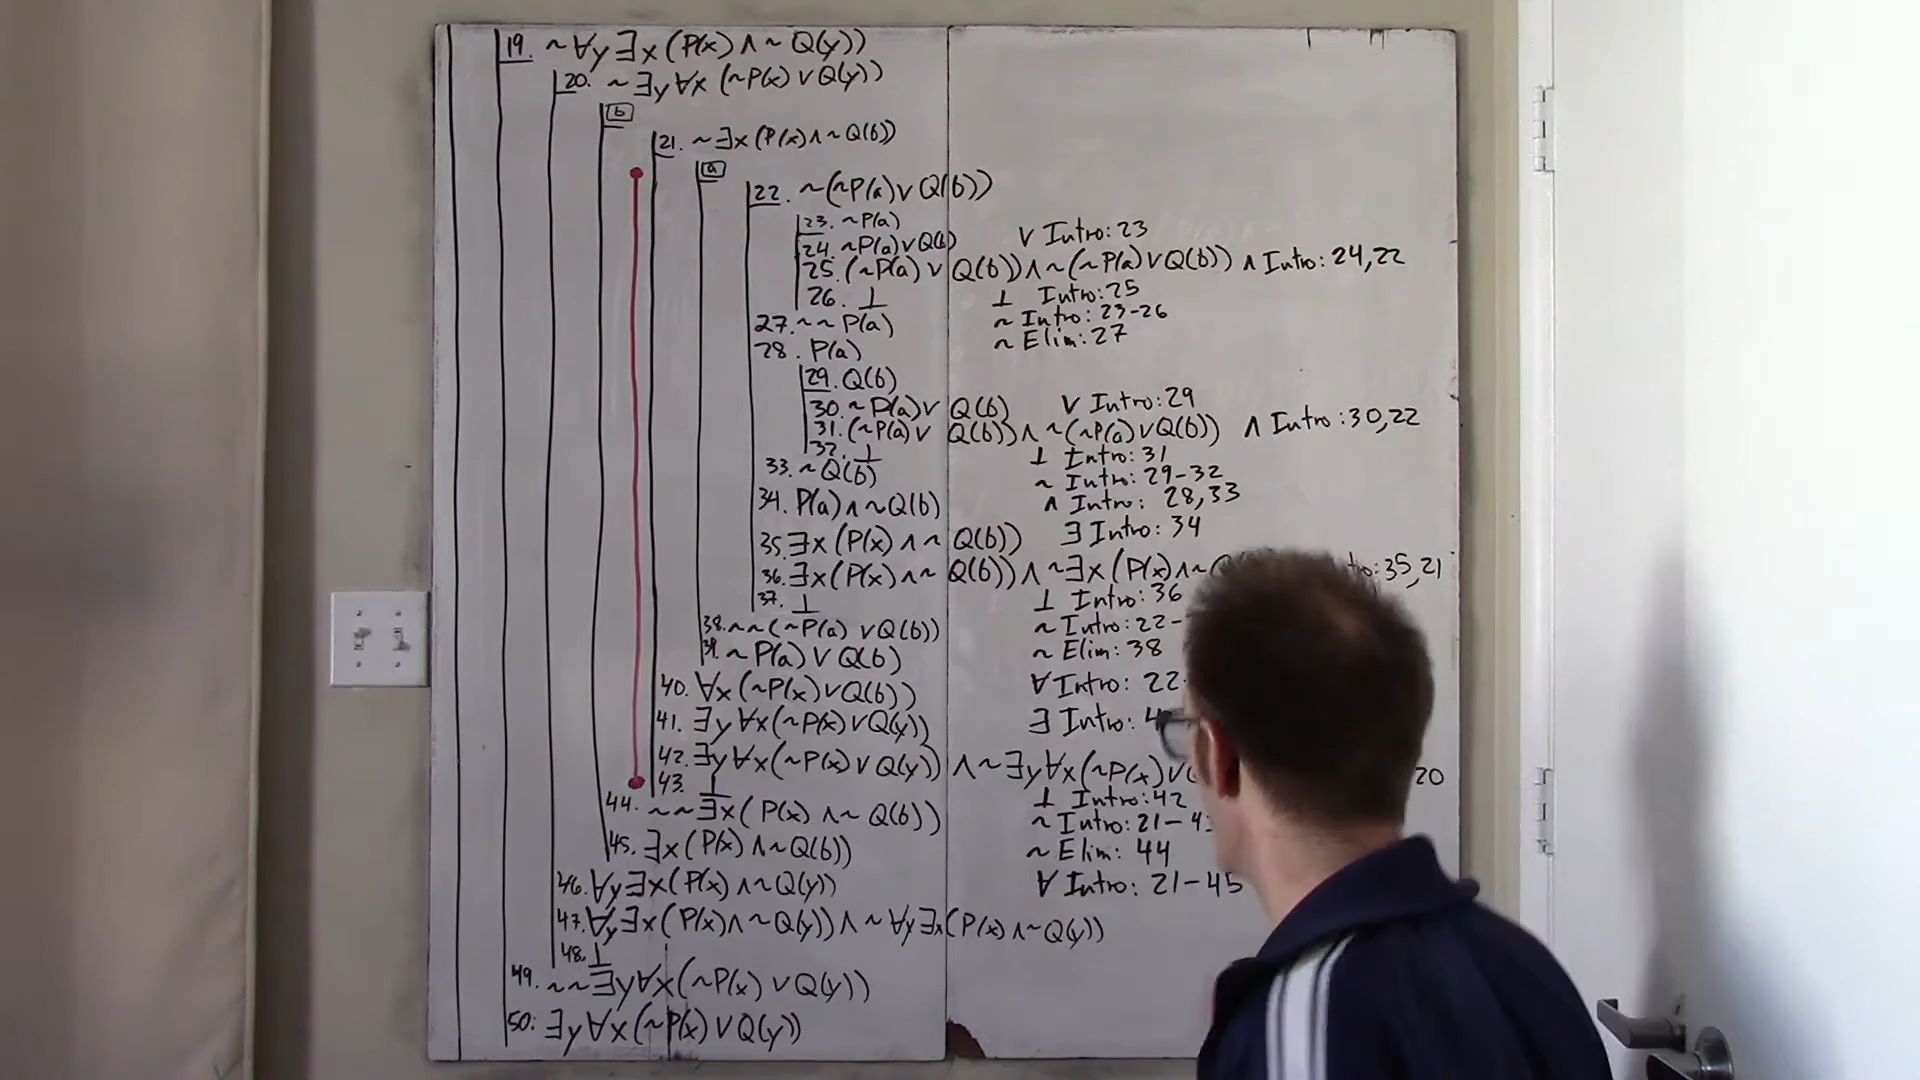 19. ~∀y∃x(P(x)∧~Q(y))
20. ~∃y∀x(~P(x)∨Q(y))
b
21. ~∃x(P(x)∧~Q(b))
a
22. ~(~P(a)∨Q(b))
23. ~P(a)
24. ~P(a)∨Q(b) ∨ Intro: 23
25. (~P(a)∨Q(b))∧~(~P(a)∨Q(b)) ∧ Intro: 24,22
26. ⊥ ⊥ Intro: 25
27. ~~P(a) ~ Intro: 23-26
28. P(a) ~ Elim: 27
29. Q(b)
30. ~P(a)∨Q(b) ∨ Intro: 29
31. (~P(a)∨Q(b))∧~(~P(a)∨Q(b)) ∧ Intro: 30,22
32. ⊥ ⊥ Intro: 31
33. ~Q(b) ~ Intro: 29-32
34. P(a)∧~Q(b) ∧ Intro: 28,33
35. ∃x(P(x)∧~Q(b)) ∃ Intro: 34
36. ∃x(P(x)∧~Q(b))∧~∃x(P(x)∧~ 35,21
37. ⊥ ⊥ Intro: 36
38. ~~(~P(a)∨Q(b)) ~ Intro: 22-
39. ~P(a)∨Q(b) ~ Elim: 38
40. ∀x(~P(x)∨Q(b)) ∀ Intro: 22
41. ∃y∀x(~P(x)∨Q(y)) ∃ Intro:
42. ∃y∀x(~P(x)∨Q(y))∧~∃y∀x(~P(x)∨ 20
43. ⊥ ⊥ Intro: 42
44. ~~∃x(P(x)∧~Q(b)) ~ Intro: 21-
45. ∃x(P(x)∧~Q(b)) ~ Elim: 44
46. ∀y∃x(P(x)∧~Q(y)) ∀ Intro: 21-45
47. ∀y∃x(P(x)∧~Q(y))∧~∀y∃x(P(x)∧~Q(y))
48. ⊥
49. ~~∃y∀x(~P(x)∨Q(y))
50. ∃y∀x(~P(x)∨Q(y))